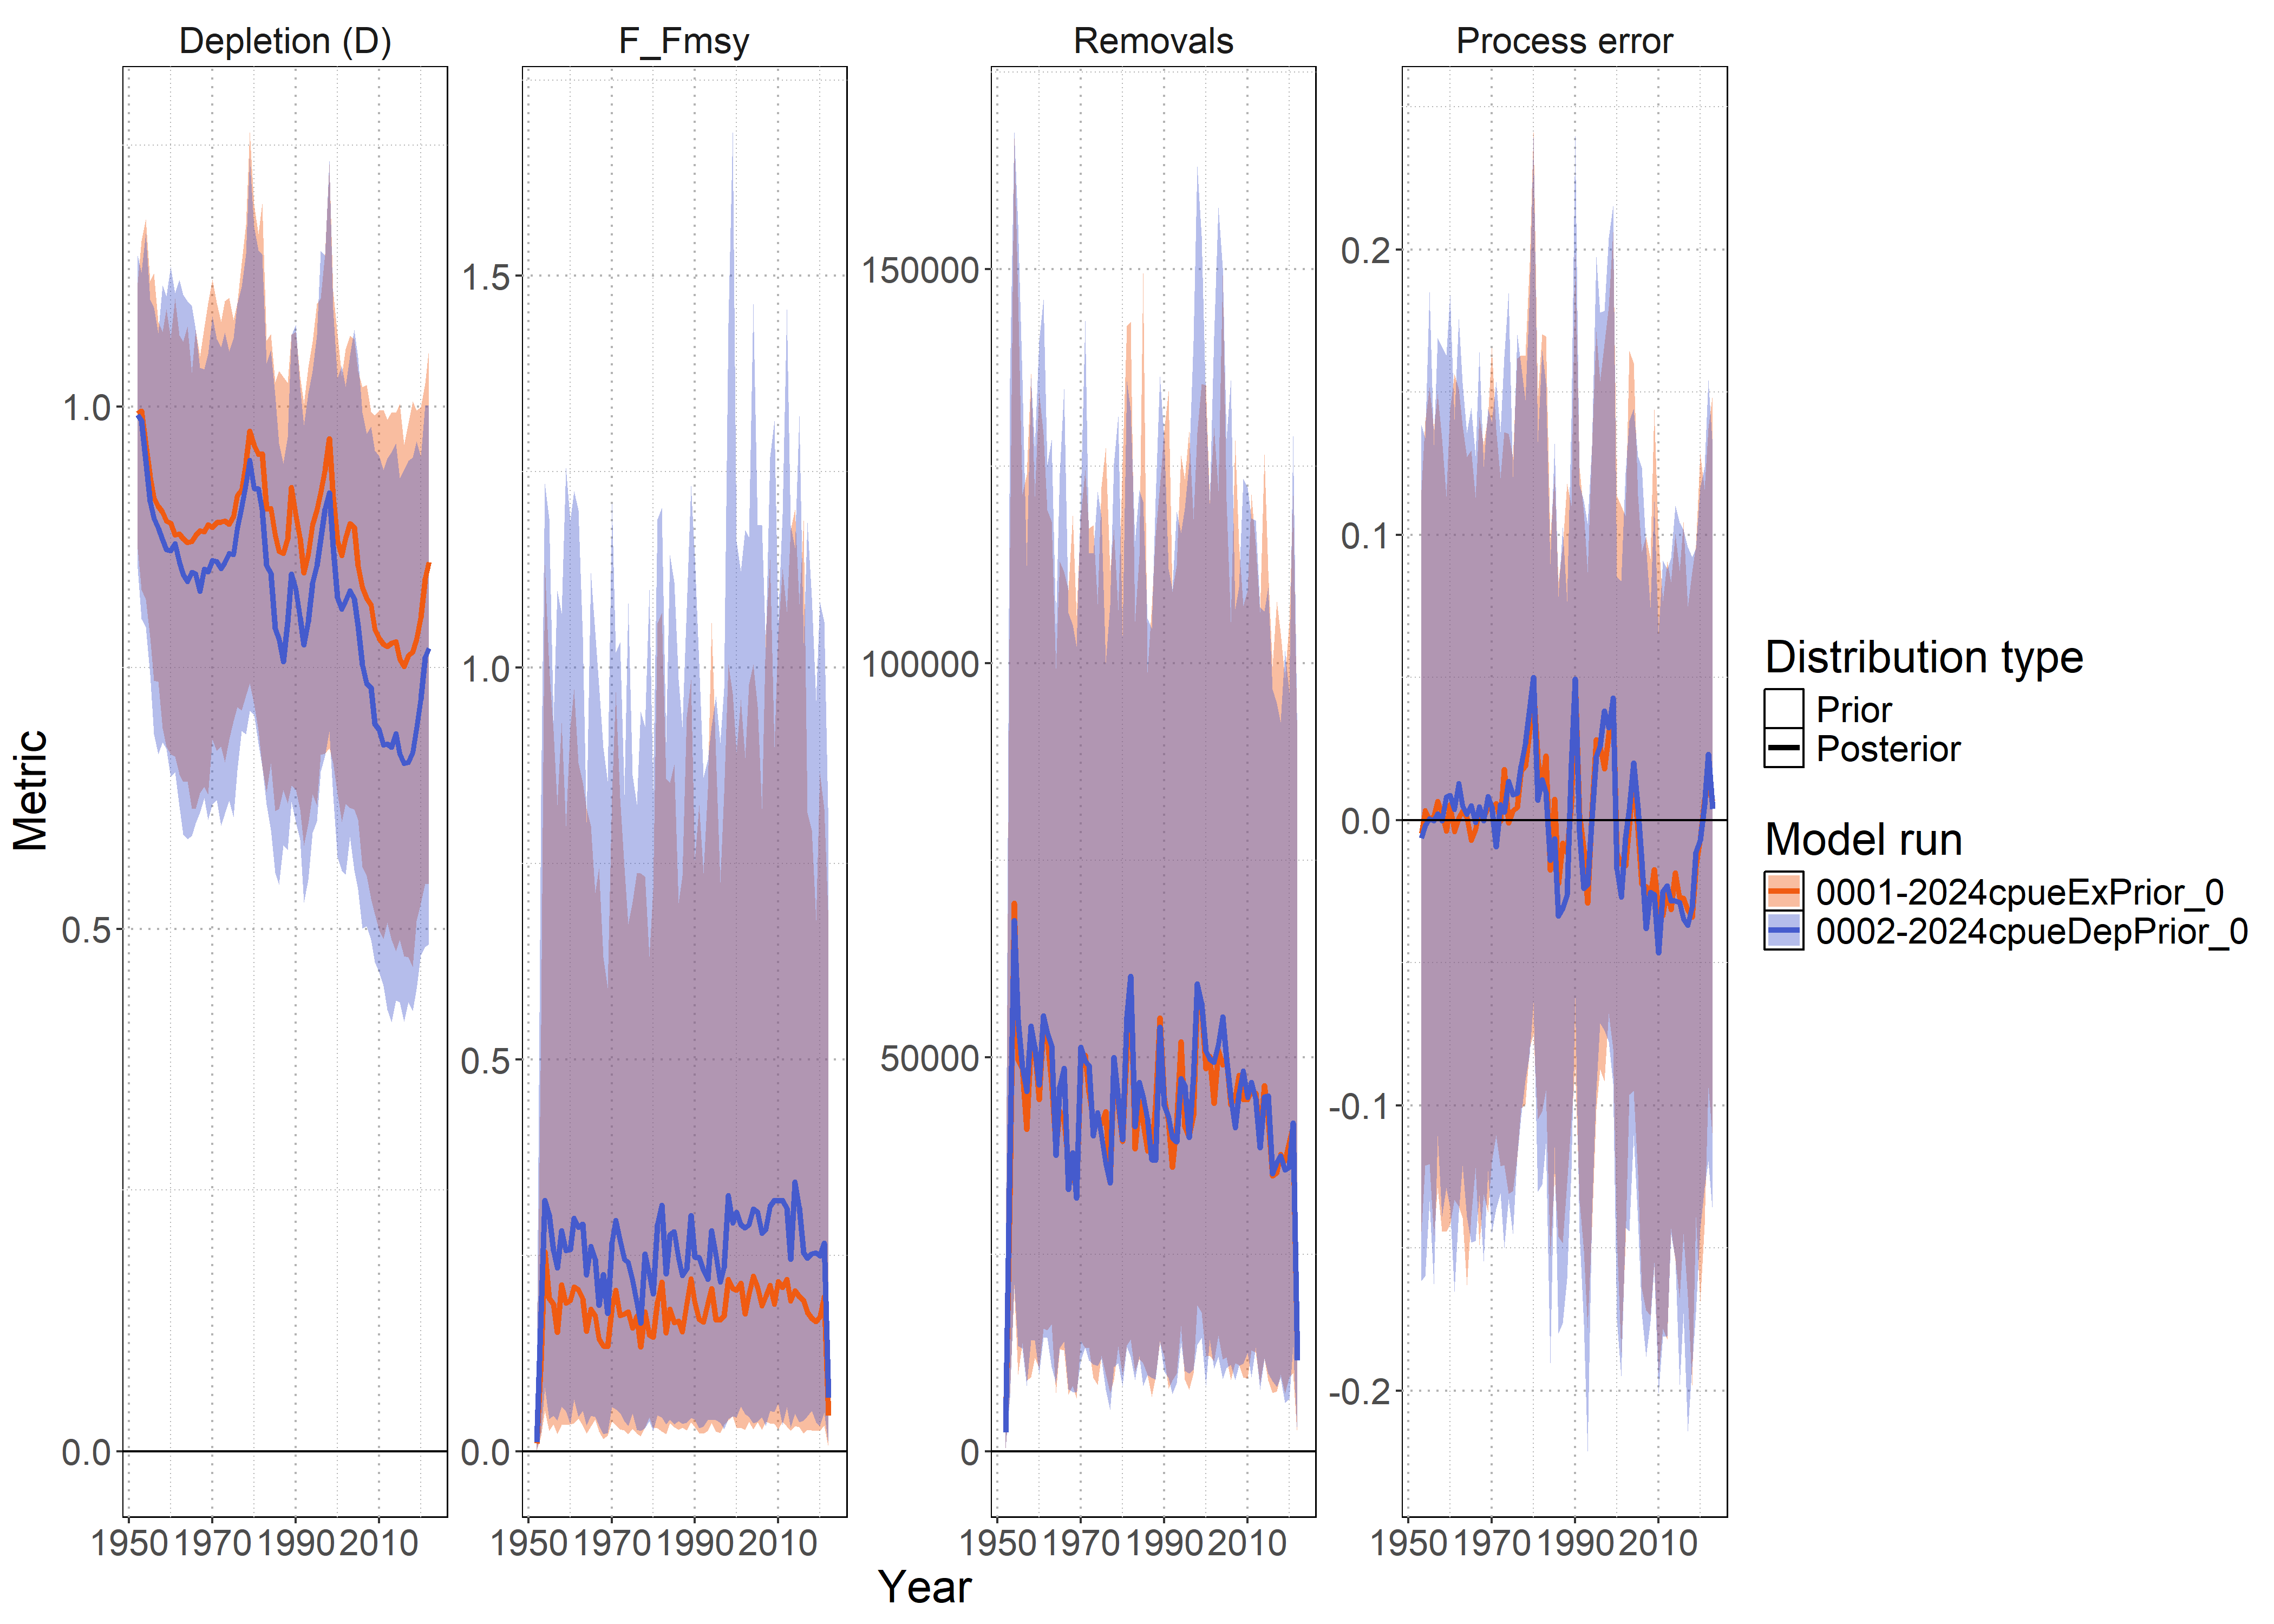 Depletion (D) F_Fmsy Removals Process error
Metric
1.0
0.5
0.0
1.5
1.0
0.5
0.0
150000
100000
50000
0
0.2
0.1
0.0
-0.1
-0.2
1950 1970 1990 2010 1950 1970 1990 2010 1950 1970 1990 2010 1950 1970 1990 2010
Year
Distribution type
Prior
Posterior
Model run
0001-2024cpueExPrior_0
0002-2024cpueDepPrior_0